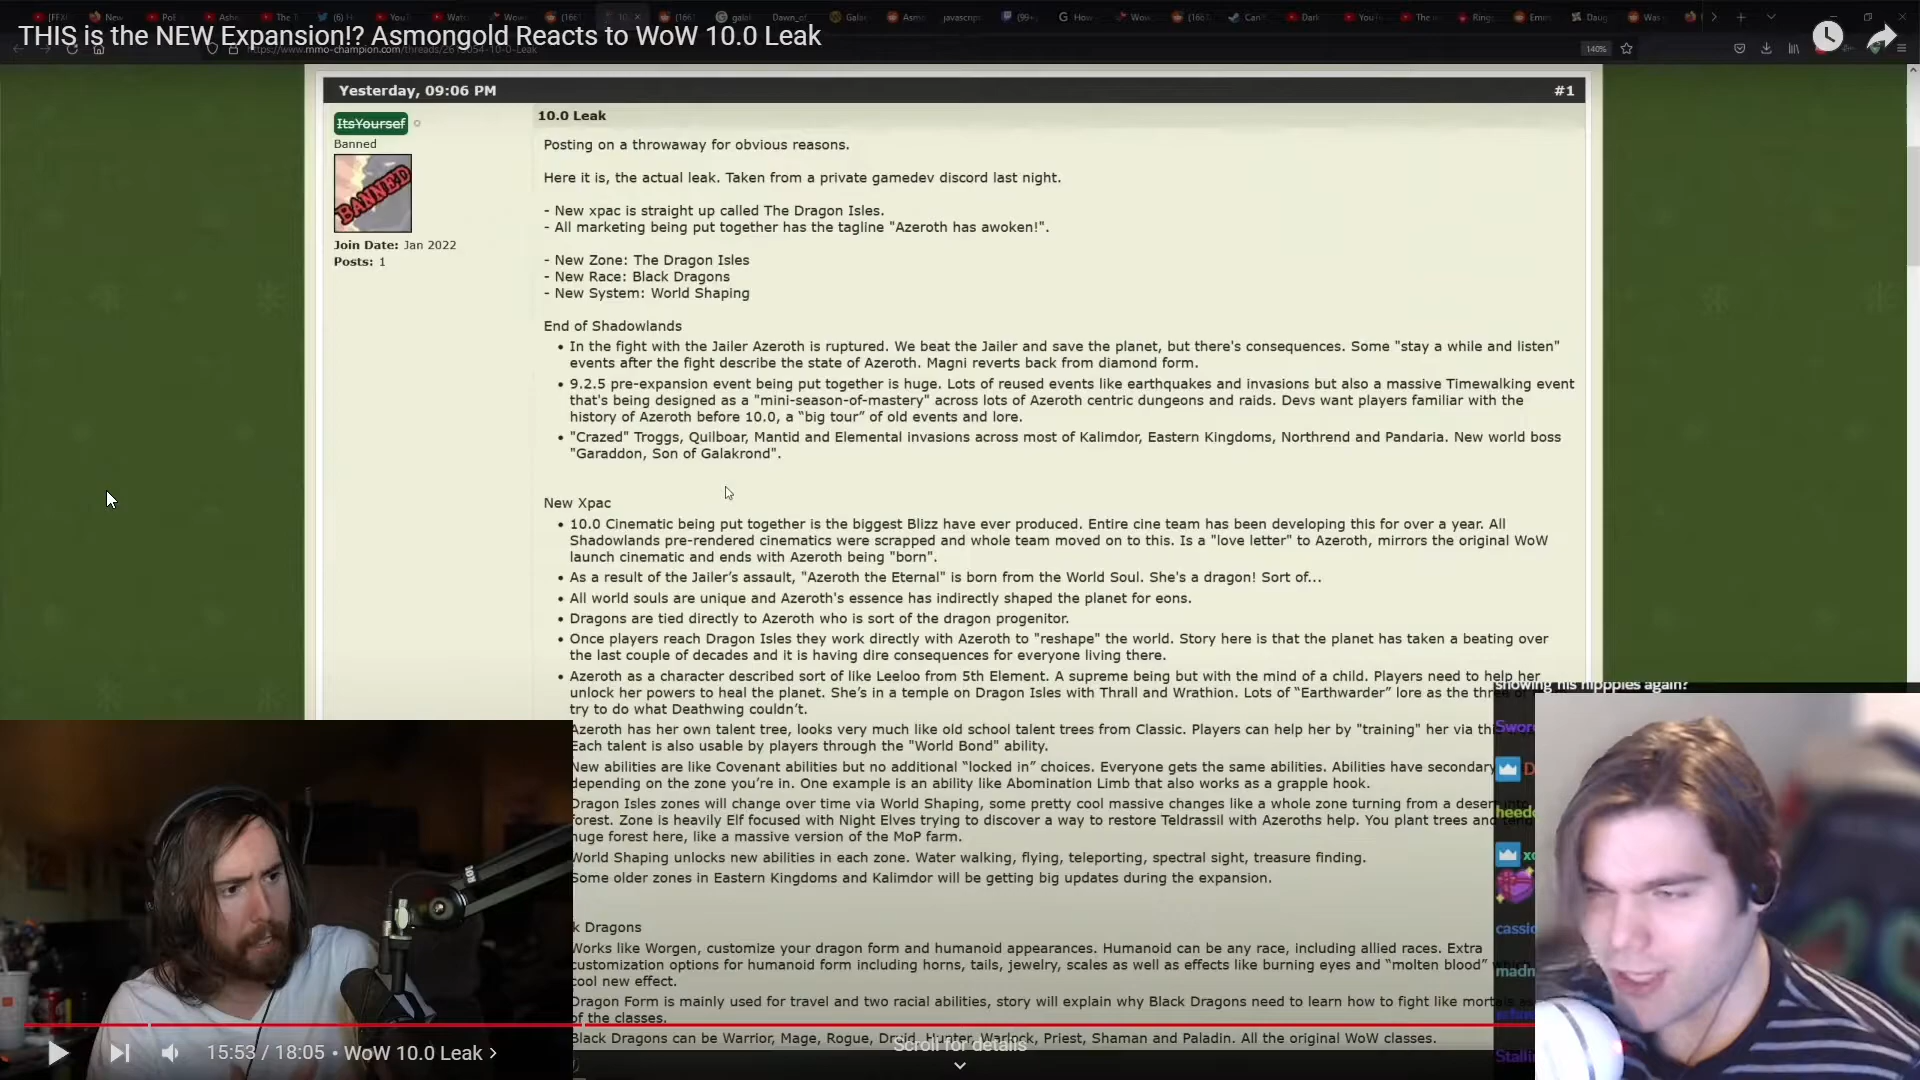 THIS is the NEW Expansion!? Asmongold Reacts to WoW 10.0 Leak
140%
Yesterday, 09:06 PM
#1
ItsYoursef
Banned
BANNED
Join Date: Jan 2022
Posts: 1
10.0 Leak
Posting on a throwaway for obvious reasons.
Here it is, the actual leak. Taken from a private gamedev discord last night.
- New xpac is straight up called The Dragon Isles.
- All marketing being put together has the tagline "Azeroth has awoken!".
- New Zone: The Dragon Isles
- New Race: Black Dragons
- New System: World Shaping
End of Shadowlands
• In the fight with the Jailer Azeroth is ruptured. We beat the Jailer and save the planet, but there's consequences. Some "stay a while and listen"
events after the fight describe the state of Azeroth. Magni reverts back from diamond form.
• 9.2.5 pre-expansion event being put together is huge. Lots of reused events like earthquakes and invasions but also a massive Timewalking event
that's being designed as a "mini-season-of-mastery" across lots of Azeroth centric dungeons and raids. Devs want players familiar with the
history of Azeroth before 10.0, a “big tour” of old events and lore.
• "Crazed" Troggs, Quilboar, Mantid and Elemental invasions across most of Kalimdor, Eastern Kingdoms, Northrend and Pandaria. New world boss
"Garaddon, Son of Galakrond".
New Xpac
• 10.0 Cinematic being put together is the biggest Blizz have ever produced. Entire cine team has been developing this for over a year. All
Shadowlands pre-rendered cinematics were scrapped and whole team moved on to this. Is a "love letter" to Azeroth, mirrors the original WoW
launch cinematic and ends with Azeroth being "born".
• As a result of the Jailer’s assault, "Azeroth the Eternal" is born from the World Soul. She's a dragon! Sort of...
• All world souls are unique and Azeroth's essence has indirectly shaped the planet for eons.
• Dragons are tied directly to Azeroth who is sort of the dragon progenitor.
• Once players reach Dragon Isles they work directly with Azeroth to "reshape" the world. Story here is that the planet has taken a beating over
the last couple of decades and it is having dire consequences for everyone living there.
• Azeroth as a character described sort of like Leeloo from 5th Element. A supreme being but with the mind of a child. Players need to help her
unlock her powers to heal the planet. She’s in a temple on Dragon Isles with Thrall and Wrathion. Lots of “Earthwarder” lore as the three
try to do what Deathwing couldn’t.
Azeroth has her own talent tree, looks very much like old school talent trees from Classic. Players can help her by "training" her via
Each talent is also usable by players through the "World Bond" ability.
New abilities are like Covenant abilities but no additional “locked in” choices. Everyone gets the same abilities. Abilities have secondary
depending on the zone you’re in. One example is an ability like Abomination Limb that also works as a grapple hook.
Dragon Isles zones will change over time via World Shaping, some pretty cool massive changes like a whole zone turning from a desert
forest. Zone is heavily Elf focused with Night Elves trying to discover a way to restore Teldrassil with Azeroths help. You plant trees and
huge forest here, like a massive version of the MoP farm.
World Shaping unlocks new abilities in each zone. Water walking, flying, teleporting, spectral sight, treasure finding.
Some older zones in Eastern Kingdoms and Kalimdor will be getting big updates during the expansion.
k Dragons
Works like Worgen, customize your dragon form and humanoid appearances. Humanoid can be any race, including allied races. Extra
customization options for humanoid form including horns, tails, jewelry, scales as well as effects like burning eyes and “molten blood”
cool new effect.
Dragon Form is mainly used for travel and two racial abilities, story will explain why Black Dragons need to learn how to fight like
of the classes.
Black Dragons can be Warrior, Mage, Rogue, Druid, Hunter, Warlock, Priest, Shaman and Paladin. All the original WoW classes.
showing his nippples again?
Swor
heed
cassi
madn
Stalli
15:53 / 18:05 • WoW 10.0 Leak
Scroll for details